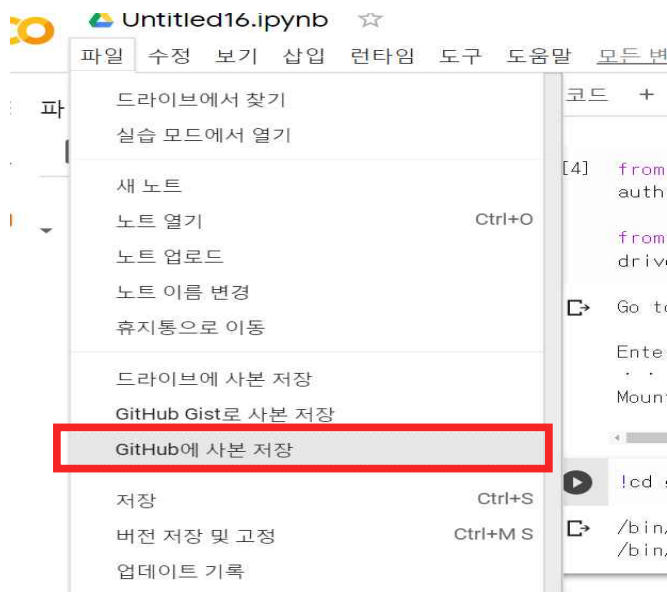 Untitled16.ipynb
파일 수정 보기 삽입 런타임 도구 도움말 모든 변
드라이브에서 찾기
실습 모드에서 열기
새 노트
노트 열기 Ctrl+O
노트 업로드
노트 이름 변경
휴지통으로 이동
드라이브에 사본 저장
GitHub Gist로 사본 저장
GitHub에 사본 저장
저장 Ctrl+S
버전 저장 및 고정 Ctrl+M S
업데이트 기록
파
코드 +
[4] from
auth
from
drive
Go to
Ente
Moun
!cd
/bin/
/bin/